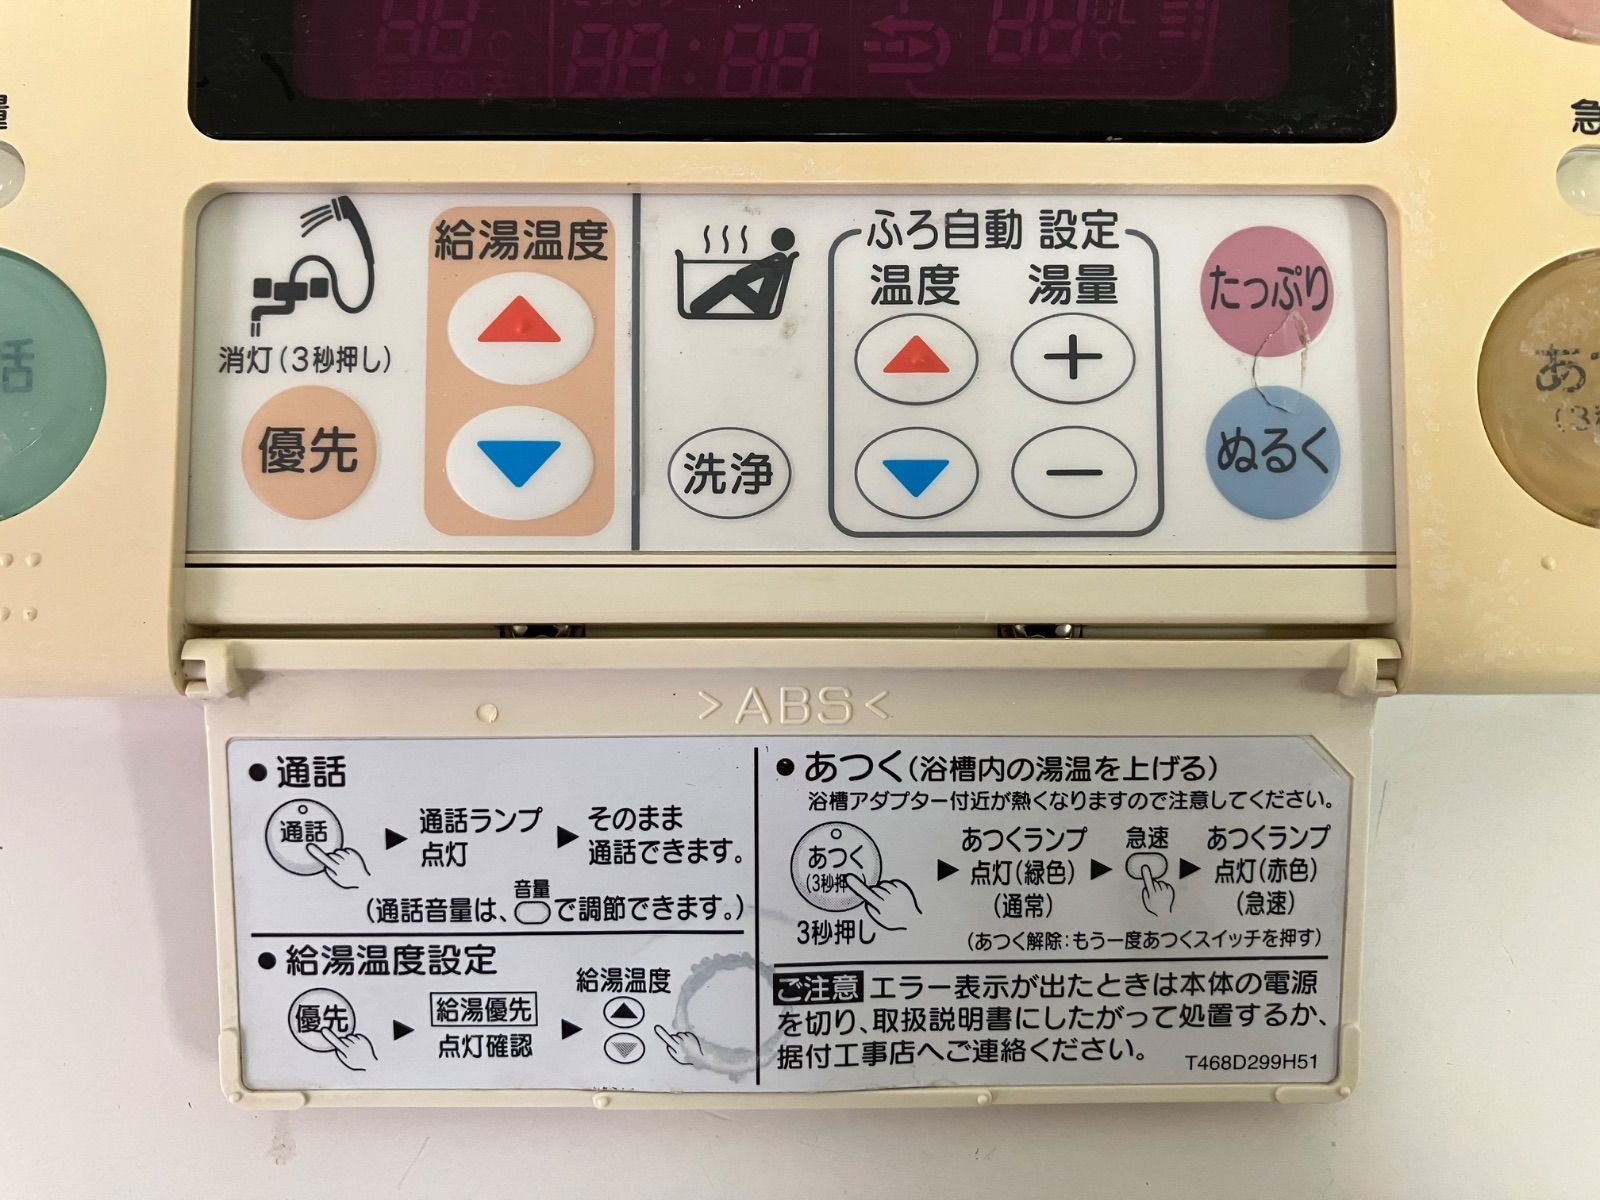 ℃
88:88
℃
給湯温度
ふろ自動 設定
温度
湯量
たっぷり
消灯(3秒押し)
優先
洗浄
+
−
ぬるく
話
>ABS<
●通話
通話
▶
通話ランプ
点灯
▶
そのまま
通話できます。
(通話音量は、音量で調節できます。)
●給湯温度設定
優先
▶
給湯優先
点灯確認
▶
給湯温度
●あつく(浴槽内の湯温を上げる)
浴槽アダプター付近が熱くなりますので注意してください。
あつく
(3秒押
3秒押し
▶
あつくランプ
点灯(緑色)
(通常)
▶
急速
▶
あつくランプ
点灯(赤色)
(急速)
(あつく解除:もう一度あつくスイッチを押す)
ご注意 エラー表示が出たときは本体の電源
を切り、取扱説明書にしたがって処置するか、
据付工事店へご連絡ください。
T468D299H51